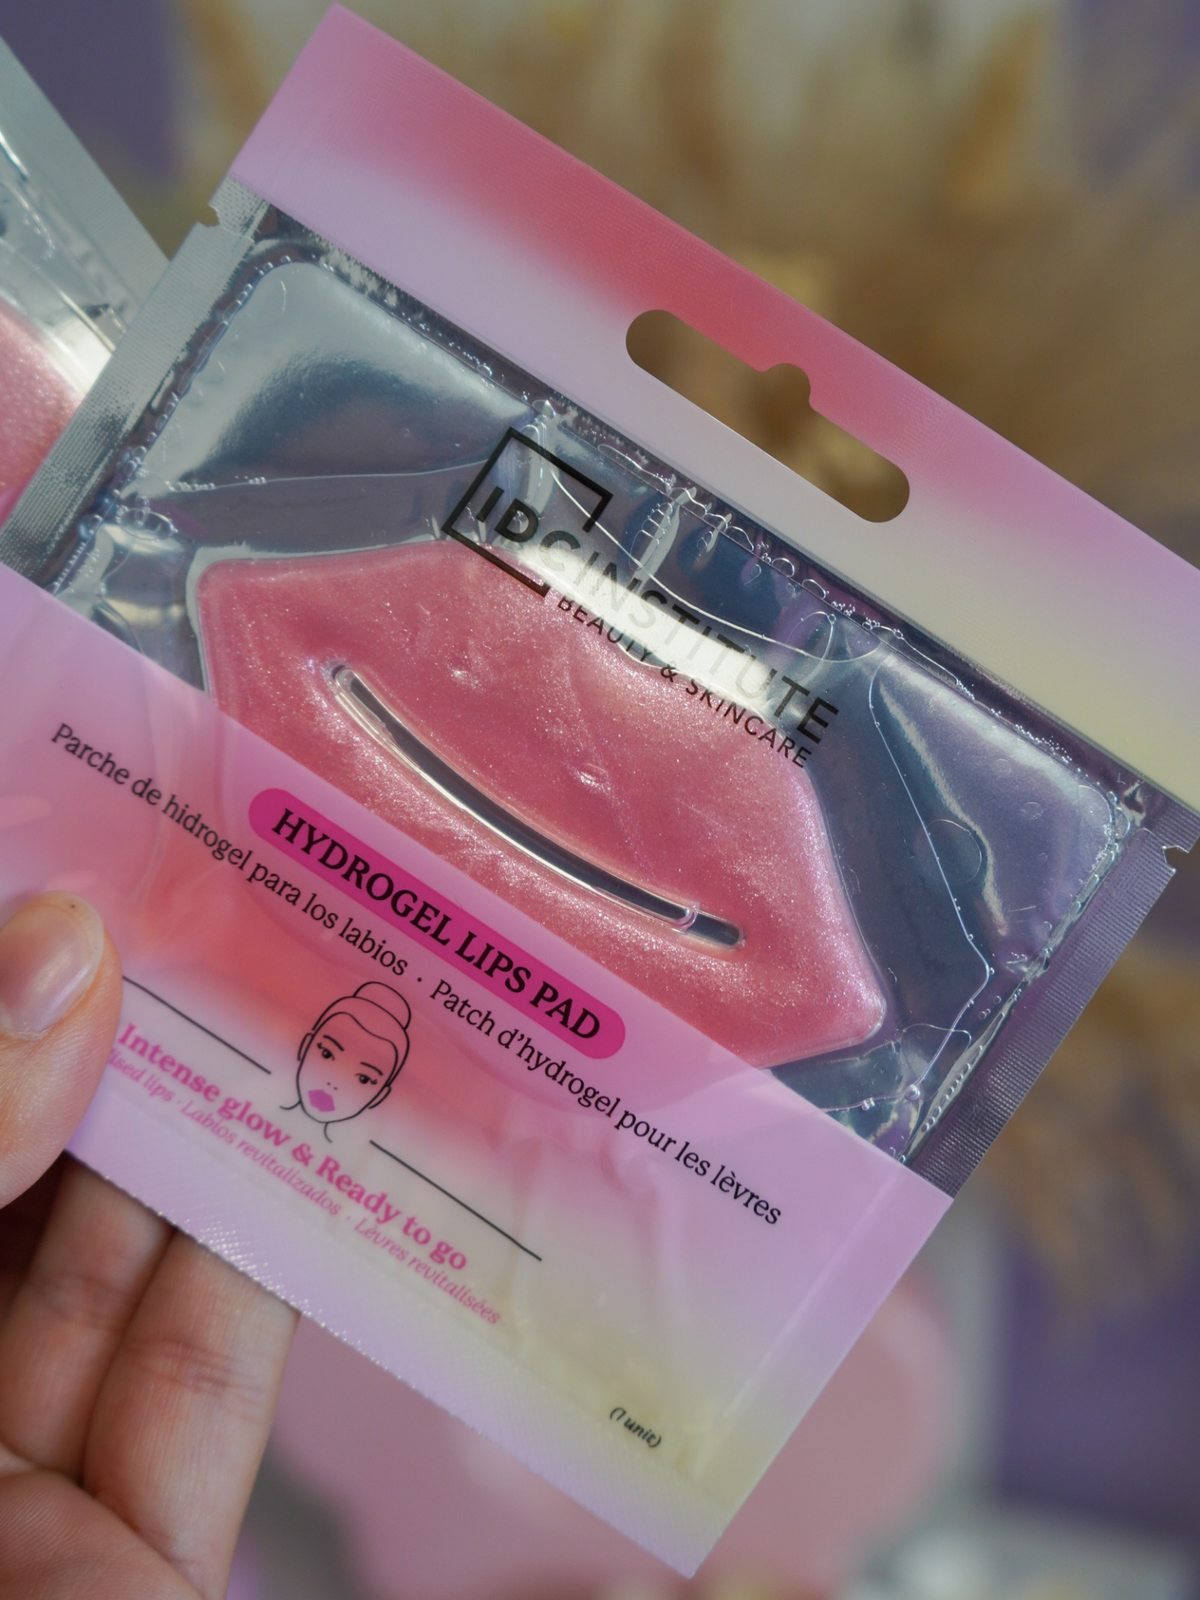 IDC INSTITUTE
BEAUTY & SKINCARE
HYDROGEL LIPS PAD
Parche de hidrogel para los labios . Patch d'hydrogel pour les lèvres
Intense glow & Ready to go
lips · Labios revitalizados · Lèvres revitalisées
(1 unit)